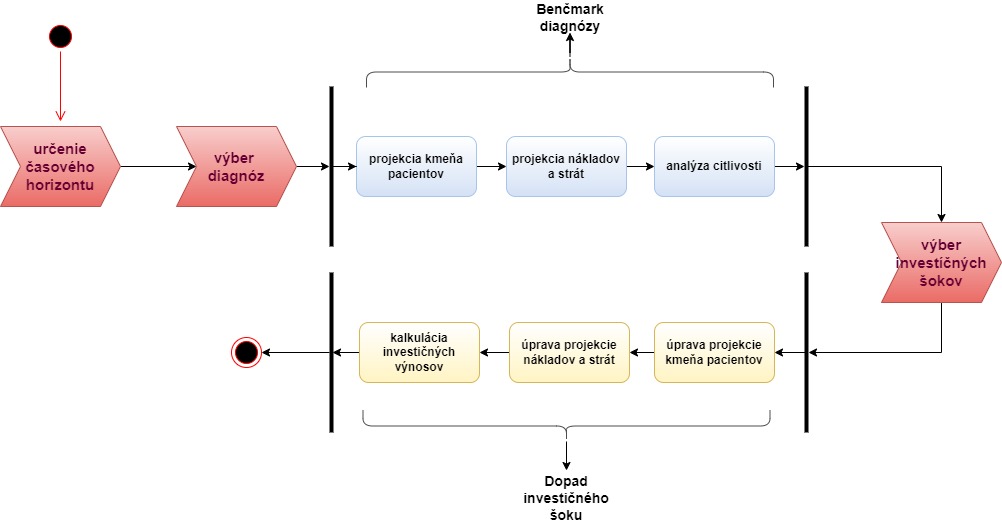 Benčmark
diagnózy
určenie
časového
horizontu
výber
diagnóz
projekcia kmeňa
pacientov
projekcia nákladov
a strát
analýza citlivosti
výber
investičných
šokov
kalkulácia
investičných
výnosov
úprava projekcie
nákladov a strát
úprava projekcie
kmeňa pacientov
Dopad
investičného
šoku